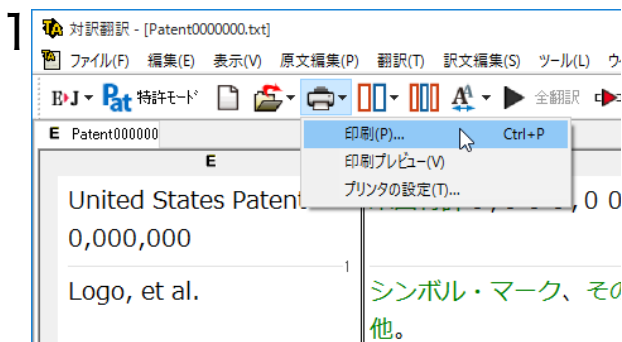 1
対訳翻訳 - [Patent0000000.txt]
ファイル(F) 編集(E) 表示(V) 原文編集(P) 翻訳(T) 訳文編集(S) ツール(L)
E▸J Pat 特許モード 全翻訳
E Patent000000
印刷(P)... Ctrl+P
印刷プレビュー(V)
プリンタの設定(T)...
E
United States Patent
0,000,000
1
Logo, et al.
シンボル・マーク、その
他。